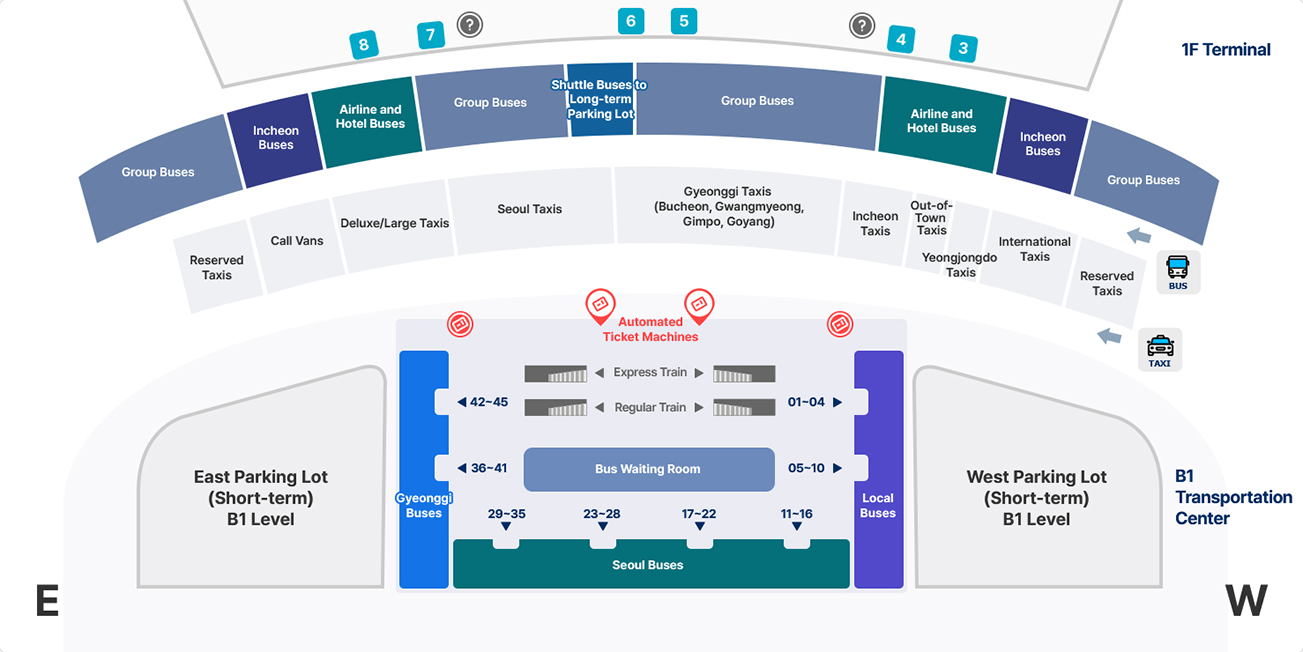 8
7
?
6
5
?
4
3
1F Terminal
Group Buses
Incheon
Buses
Airline and
Hotel Buses
Group Buses
Shuttle Buses to
Long-term
Parking Lot
Group Buses
Airline and
Hotel Buses
Incheon
Buses
Group Buses
Reserved
Taxis
Call Vans
Deluxe/Large Taxis
Seoul Taxis
Gyeonggi Taxis
(Bucheon, Gwangmyeong,
Gimpo, Goyang)
Incheon
Taxis
Out-of-
Town
Taxis
Yeongjongdo
Taxis
International
Taxis
Reserved
Taxis
BUS
TAXI
Automated
Ticket Machines
Express Train
Regular Train
42~45
01~04
36~41
Bus Waiting Room
05~10
Gyeonggi
Buses
Local
Buses
29~35
23~28
17~22
11~16
Seoul Buses
East Parking Lot
(Short-term)
B1 Level
West Parking Lot
(Short-term)
B1 Level
B1
Transportation
Center
E
W